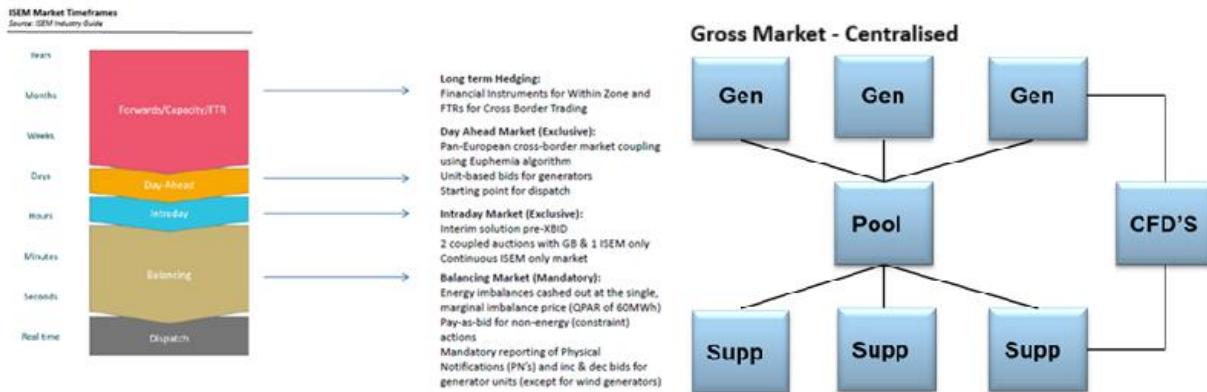 ISEM Market Timeframes
Source: ISEM Industry Guide
Years
Months
Weeks
Days
Hours
Minutes
Seconds
Real time
Forwards/Capacity/FTR
Day-Ahead
Intraday
Balancing
Dispatch
Long term Hedging:
Financial Instruments for Within Zone and
FTRs for Cross Border Trading
Day Ahead Market (Exclusive):
Pan-European cross-border market coupling
using Euphemia algorithm
Unit-based bids for generators
Starting point for dispatch
Intraday Market (Exclusive):
Interim solution pre-XBID
2 coupled auctions with GB & 1 ISEM only
Continuous ISEM only market
Balancing Market (Mandatory):
Energy imbalances cashed out at the single,
marginal imbalance price (QPAR of 60MWh)
Pay-as-bid for non-energy (constraint)
actions
Mandatory reporting of Physical
Notifications (PN's) and inc & dec bids for
generator units (except for wind generators)
Gross Market - Centralised
Gen
Gen
Gen
Pool
CFD'S
Supp
Supp
Supp